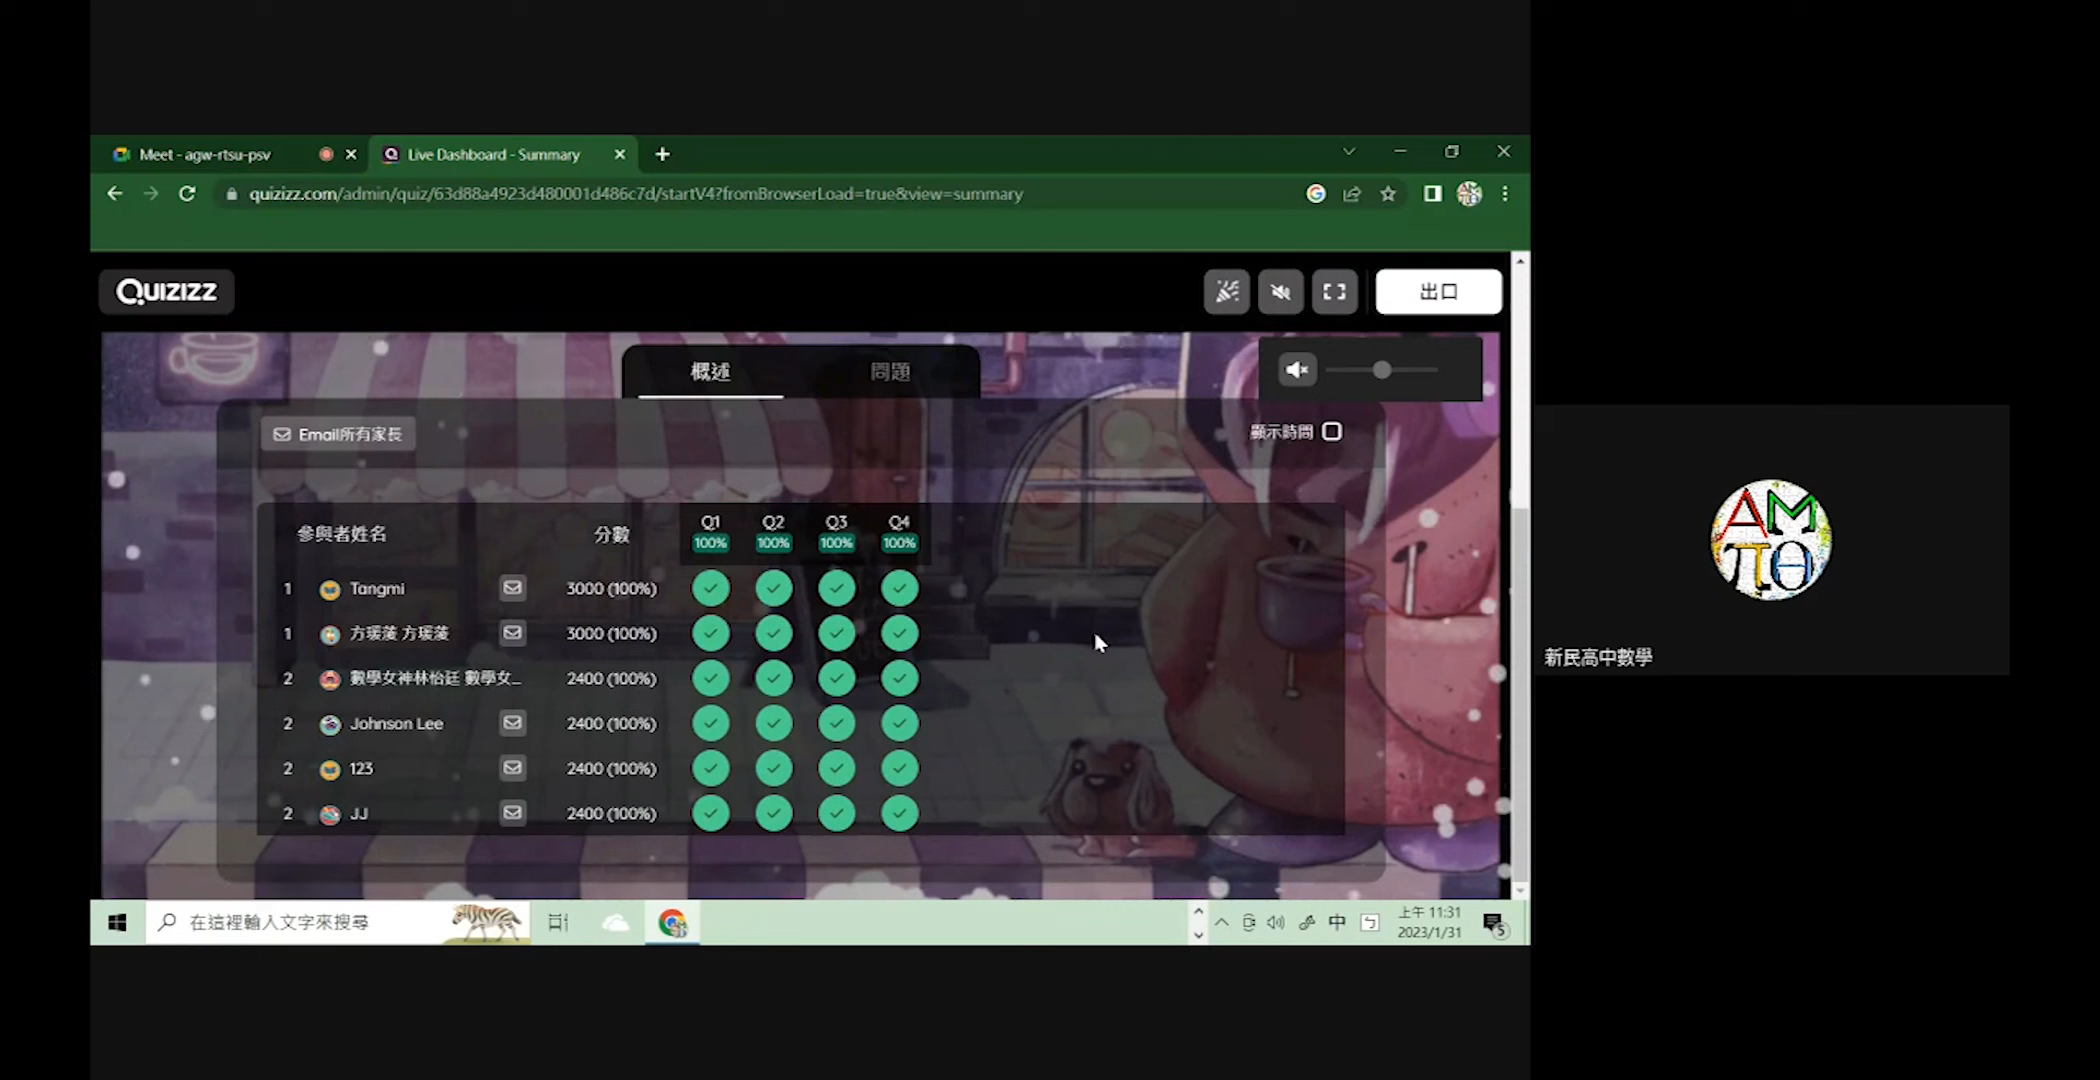 Meet - agw-rtsu-psv
Live Dashboard - Summary
quizizz.com/admin/quiz/63d88a4923d480001d486c7d/startV4?fromBrowserLoad=true&view=summary
QUIZIZZ
出口
概述
問題
Email所有家長
顯示時間
參與者姓名 分數 Q1 Q2 Q3 Q4
100% 100% 100% 100%
1 Tangmi 3000 (100%)
1 方瑗蓤 方瑗蓤 3000 (100%)
2 數學女神林怡廷 數學女_ 2400 (100%)
2 Johnson Lee 2400 (100%)
2 123 2400 (100%)
2 JJ 2400 (100%)
AM
πθ
新民高中數學
在這裡輸入文字來搜尋
中
上午 11:31
2023/1/31
5